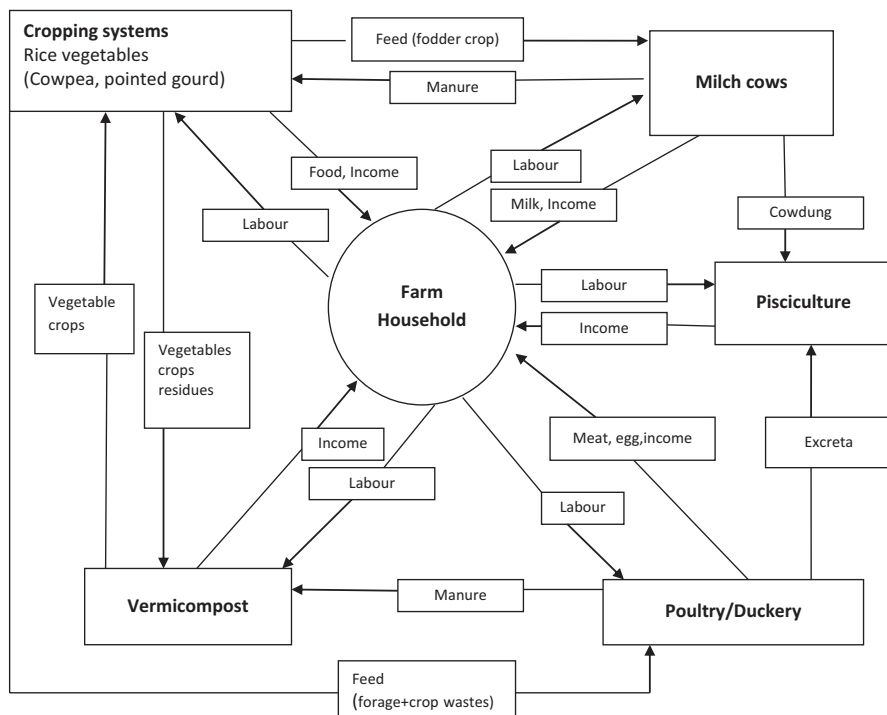 Cropping systems
Rice vegetables
(Cowpea, pointed gourd)
Feed (fodder crop)
Manure
Milch cows
Labour
Food, Income
Milk, Income
Labour
Cowdung
Farm
Household
Labour
Pisciculture
Income
Vegetable
crops
Vegetables
crops
residues
Income
Meat, egg,income
Excreta
Labour
Labour
Vermicompost
Manure
Poultry/Duckery
Feed
(forage+crop wastes)